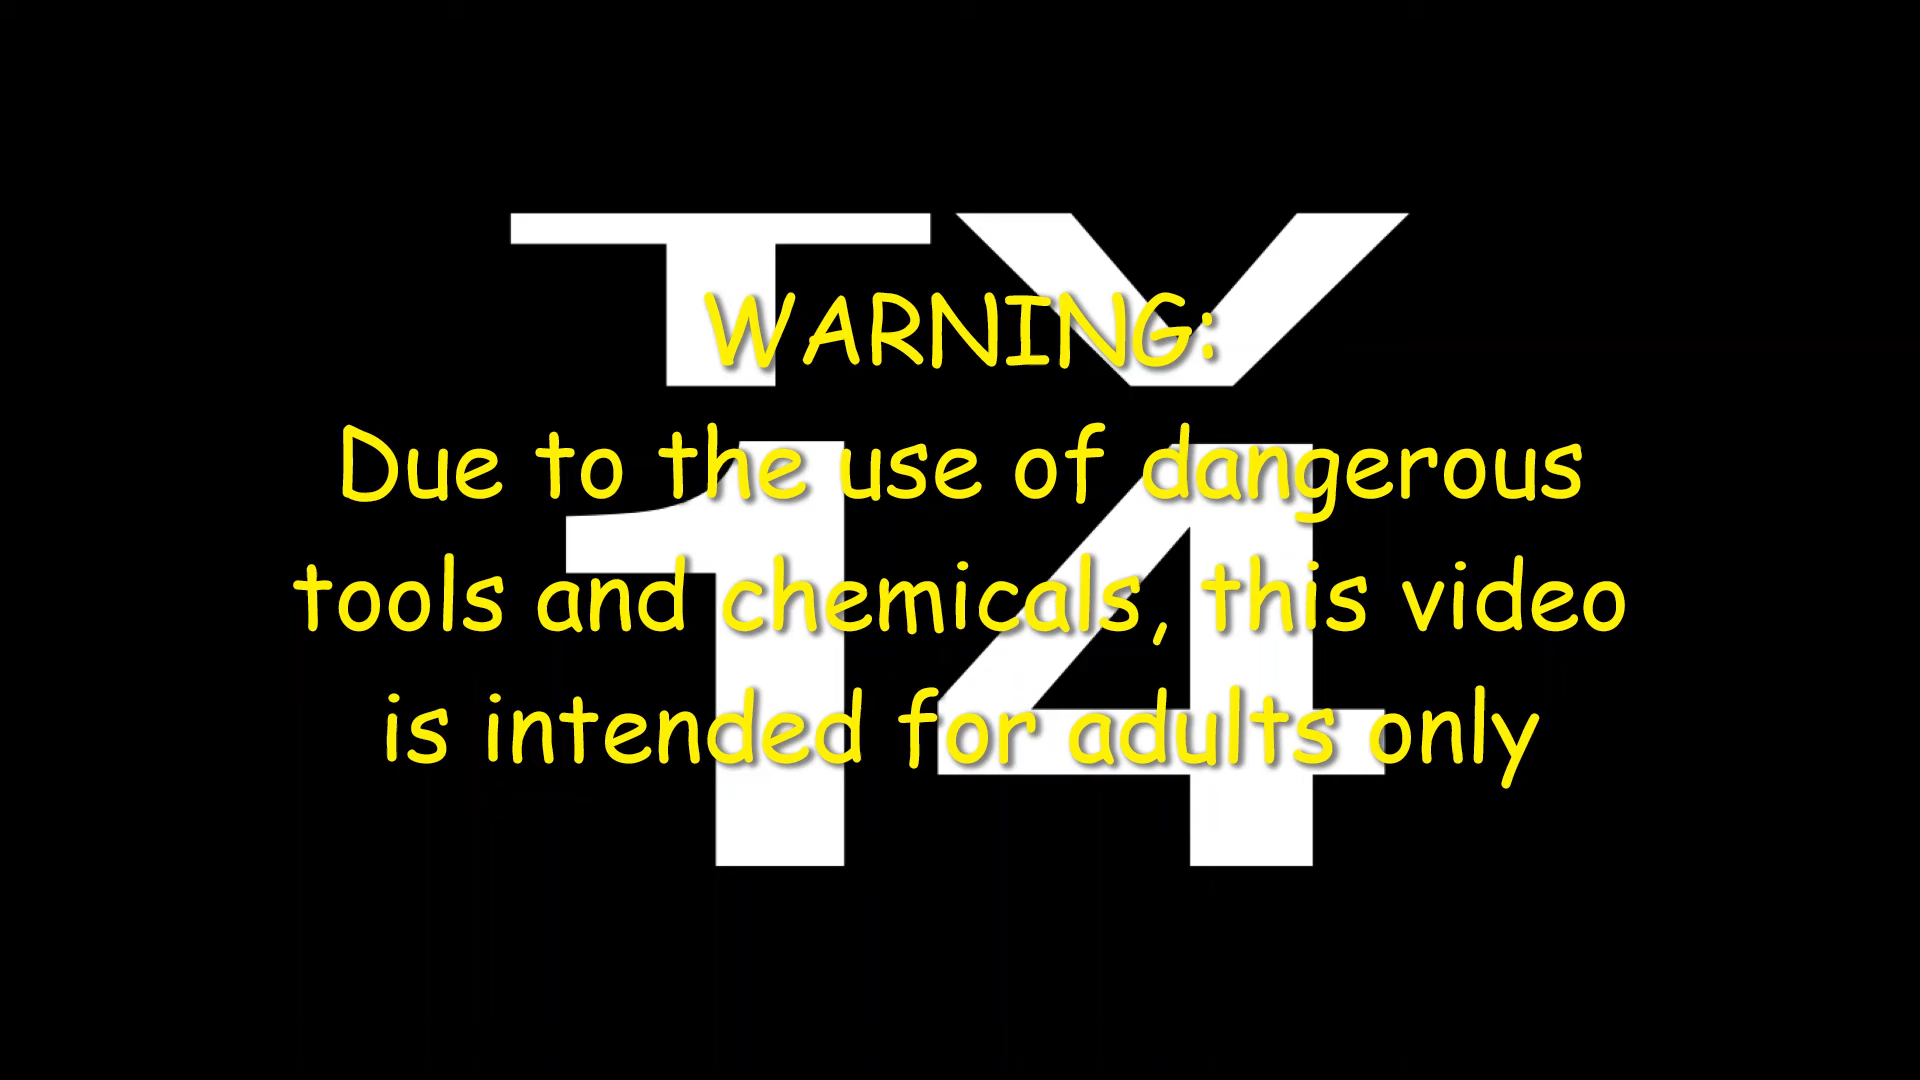 TV
14
WARNING:
Due to the use of dangerous
tools and chemicals, this video
is intended for adults only